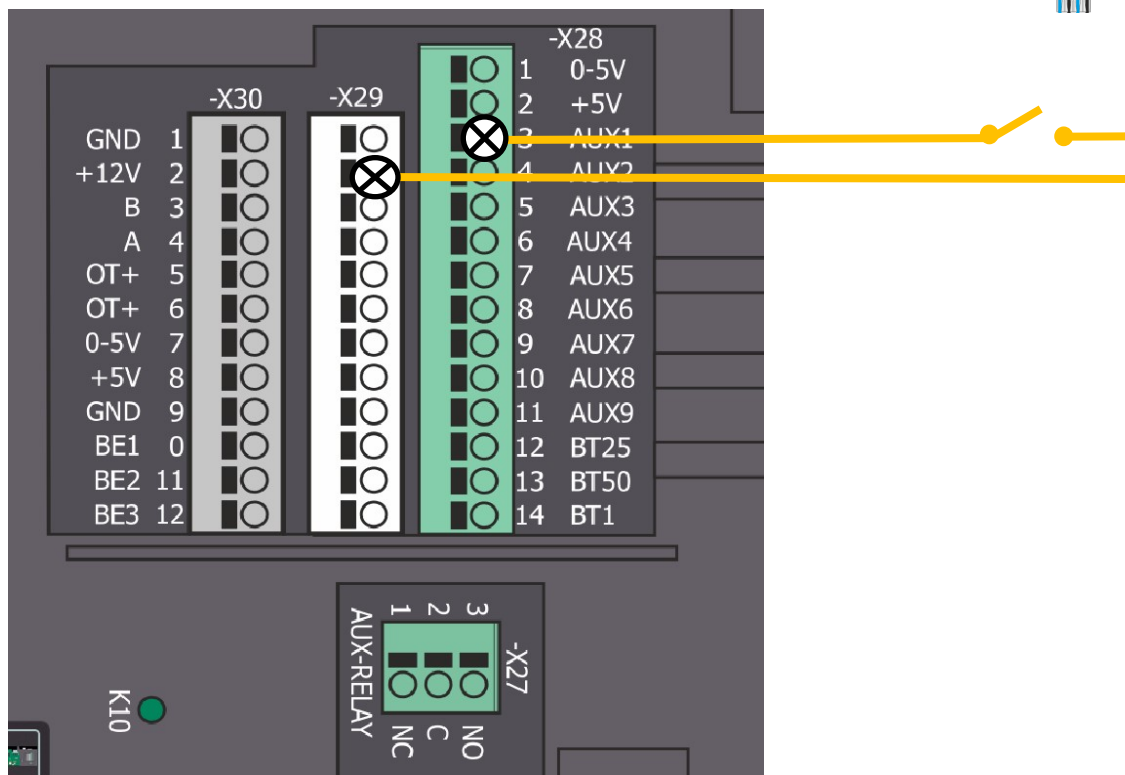 -X28
1 0-5V
-X30 -X29 2 +5V
GND 1 3 AUX1
+12V 2 4 AUX2
B 3 5 AUX3
A 4 6 AUX4
OT+ 5 7 AUX5
OT+ 6 8 AUX6
0-5V 7 9 AUX7
+5V 8 10 AUX8
GND 9 11 AUX9
BE1 0 12 BT25
BE2 11 13 BT50
BE3 12 14 BT1
AUX-RELAY
1 2 3
-X27
NC C NO
K10